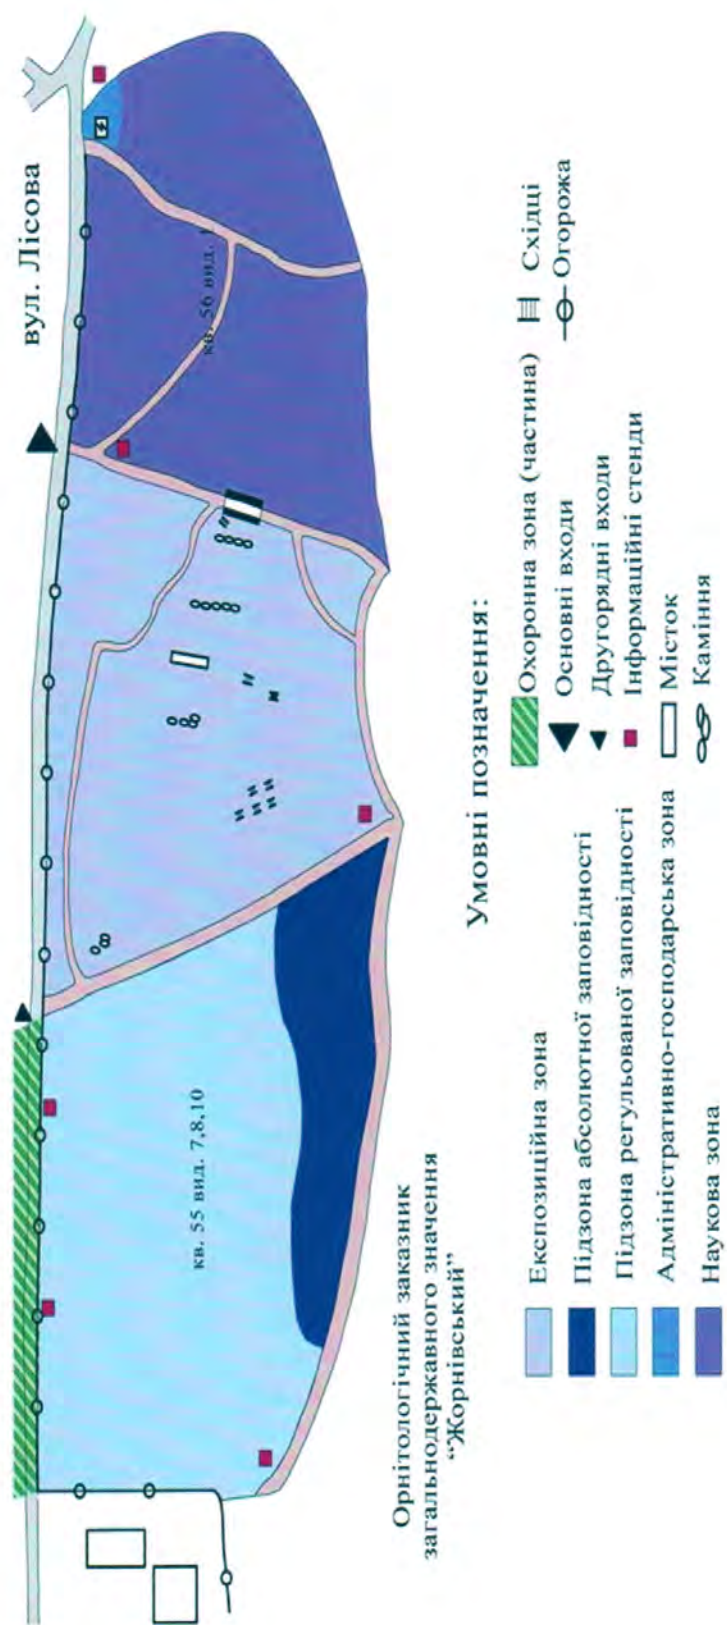 вул. Лісова
кв. 56 вид. 1
кв. 55 вид. 7,8,10
Орнітологічний заказник
загальнодержавного значення
“Жорнівський”
Умовні позначення:
Експозиційна зона
Підзона абсолютної заповідності
Підзона регульованої заповідності
Адміністративно-господарська зона
Наукова зона
Охоронна зона (частина)
Основні входи
Другорядні входи
Інформаційні стенди
Місток
Каміння
Східці
Огорожа